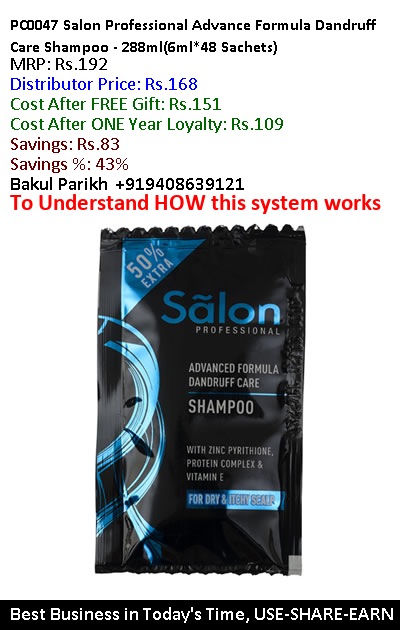 PC0047 Salon Professional Advance Formula Dandruff
Care Shampoo - 288ml(6ml*48 Sachets)
MRP: Rs.192
Distributor Price: Rs.168
Cost After FREE Gift: Rs.151
Cost After ONE Year Loyalty: Rs.109
Savings: Rs.83
Savings %: 43%
Bakul Parikh +919408639121
To Understand HOW this system works
50%
EXTRA
Sãlon
PROFESSIONAL
ADVANCED FORMULA
DANDRUFF CARE
SHAMPOO
WITH ZINC PYRITHIONE,
PROTEIN COMPLEX &
VITAMIN E
FOR DRY & ITCHY SCALP
Best Business in Today's Time, USE-SHARE-EARN